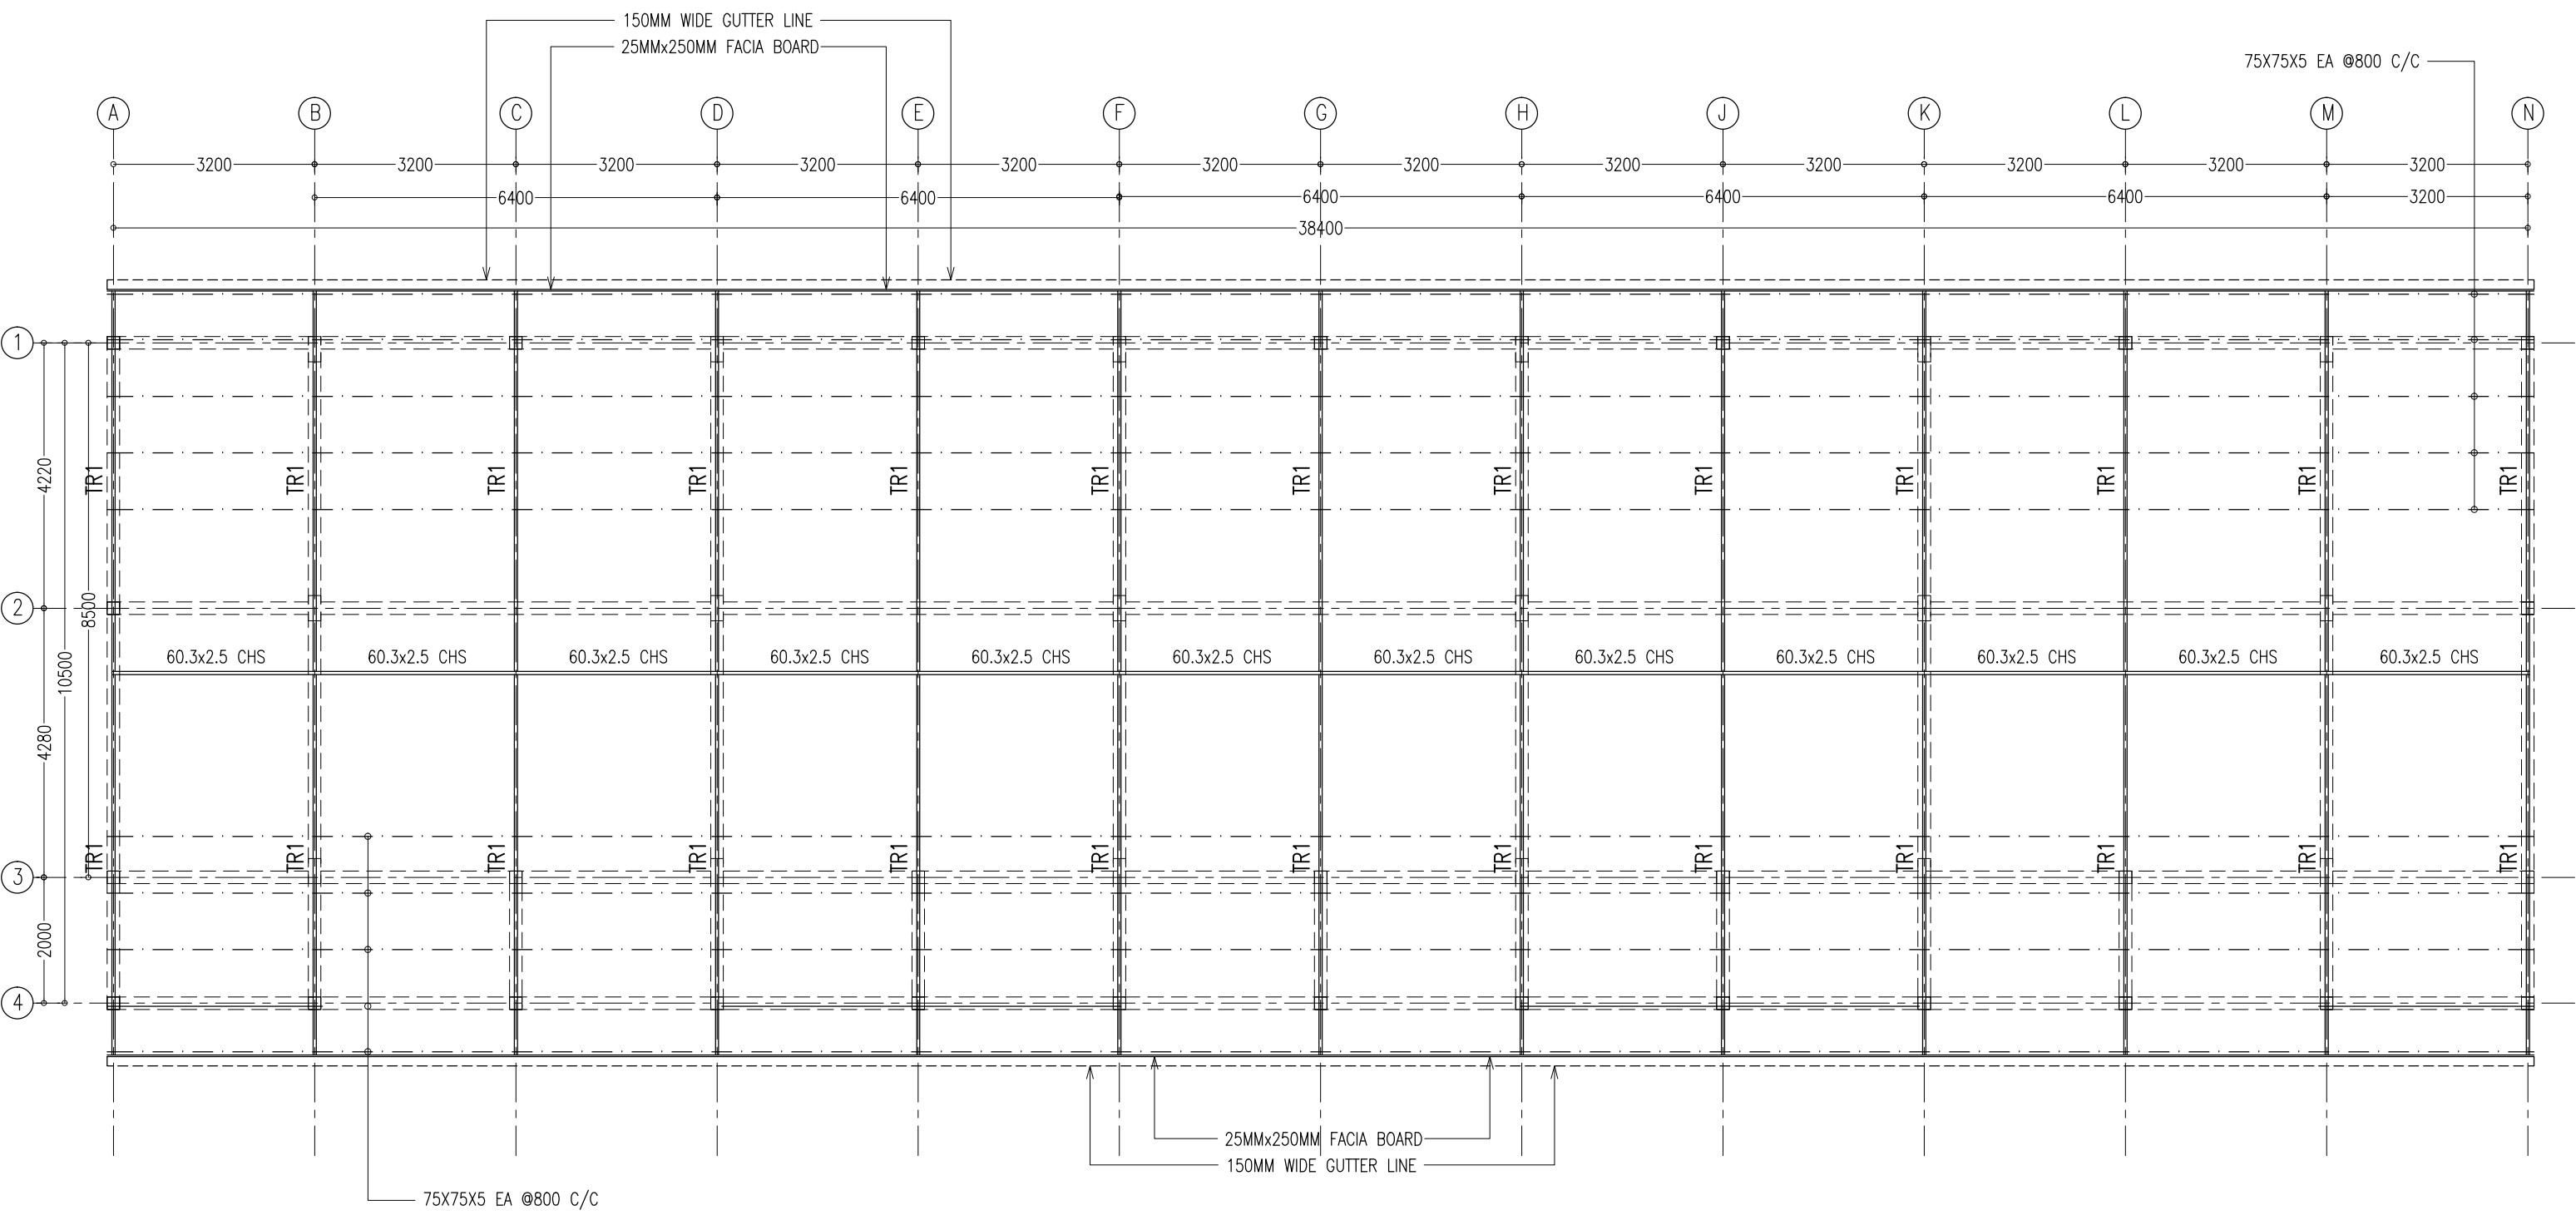 150MM WIDE GUTTER LINE
25MMx250MM FACIA BOARD
75X75X5 EA @800 C/C
A B C D E F G H J K L M N
3200 3200 3200 3200 3200 3200 3200 3200 3200 3200 3200 3200
6400 6400 6400 6400 6400 3200
38400
1
4220
TR1 TR1 TR1 TR1 TR1 TR1 TR1 TR1 TR1 TR1 TR1 TR1 TR1
2
8500
10500
60.3x2.5 CHS 60.3x2.5 CHS 60.3x2.5 CHS 60.3x2.5 CHS 60.3x2.5 CHS 60.3x2.5 CHS 60.3x2.5 CHS 60.3x2.5 CHS 60.3x2.5 CHS 60.3x2.5 CHS 60.3x2.5 CHS 60.3x2.5 CHS
4280
TR1 TR1 TR1 TR1 TR1 TR1 TR1 TR1 TR1 TR1 TR1 TR1 TR1
3
2000
4
25MMx250MM FACIA BOARD
150MM WIDE GUTTER LINE
75X75X5 EA @800 C/C